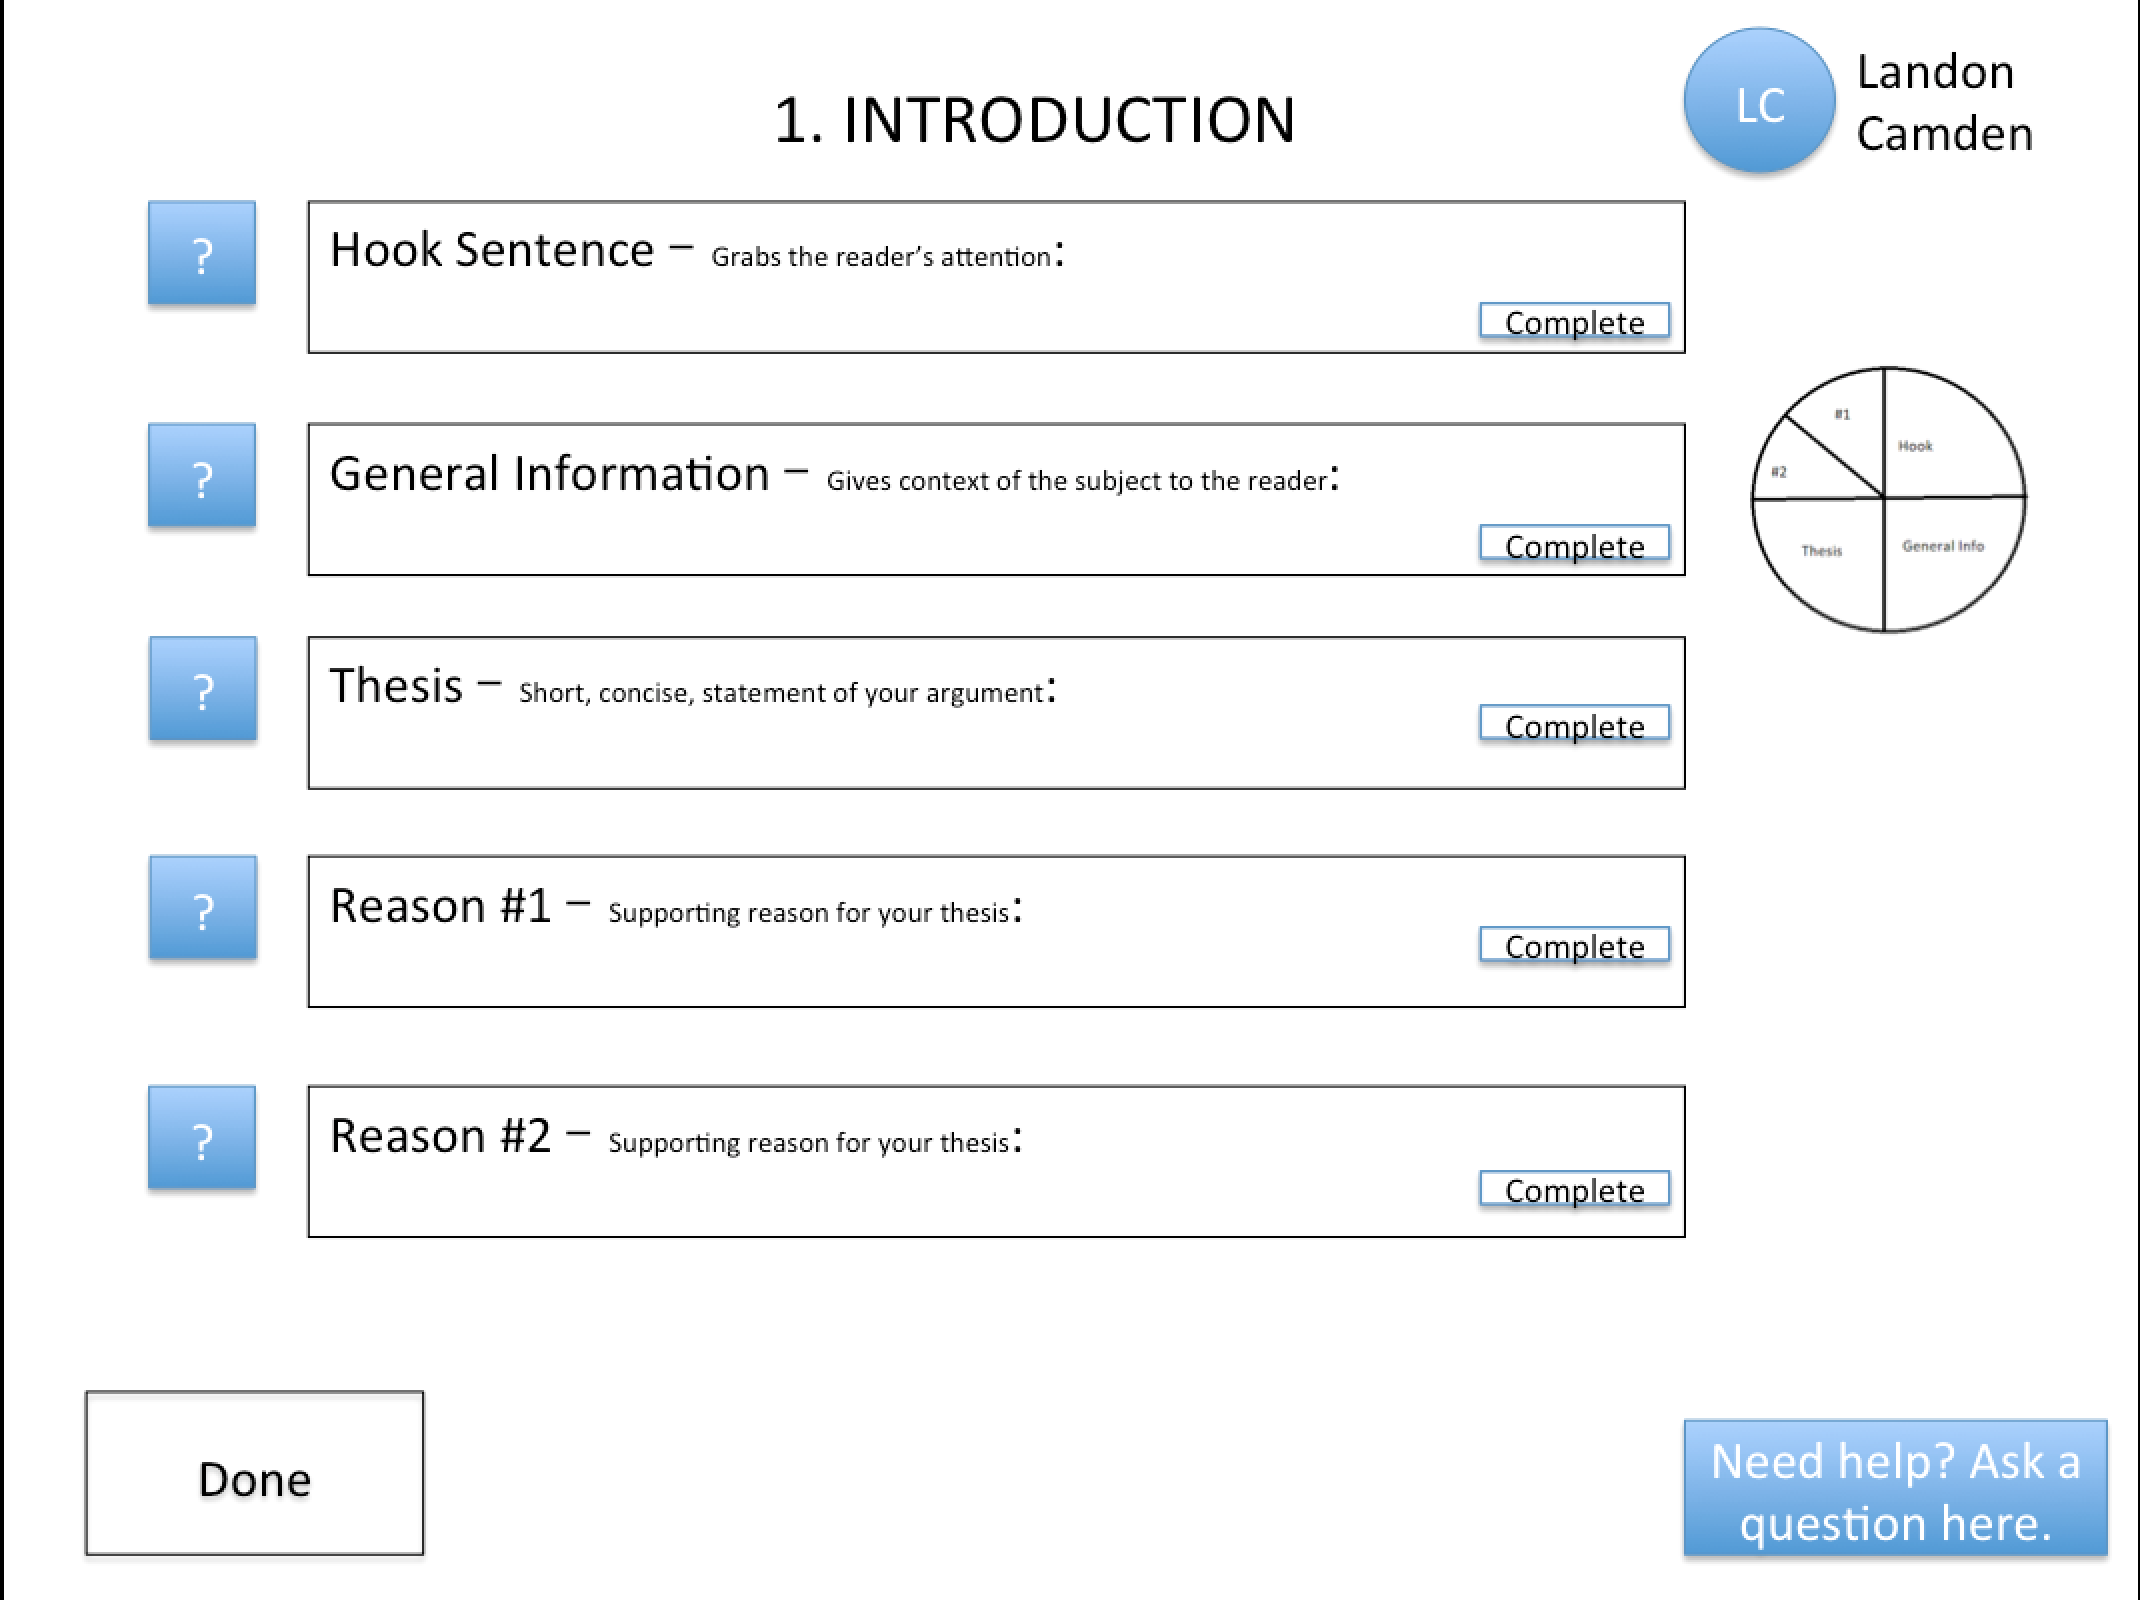 1. INTRODUCTION
LC
Landon
Camden
?
Hook Sentence – Grabs the reader's attention:
Complete
?
General Information – Gives context of the subject to the reader:
Complete
#1
Hook
#2
Thesis
General Info
?
Thesis – Short, concise, statement of your argument:
Complete
?
Reason #1 – Supporting reason for your thesis:
Complete
?
Reason #2 – Supporting reason for your thesis:
Complete
Done
Need help? Ask a
question here.